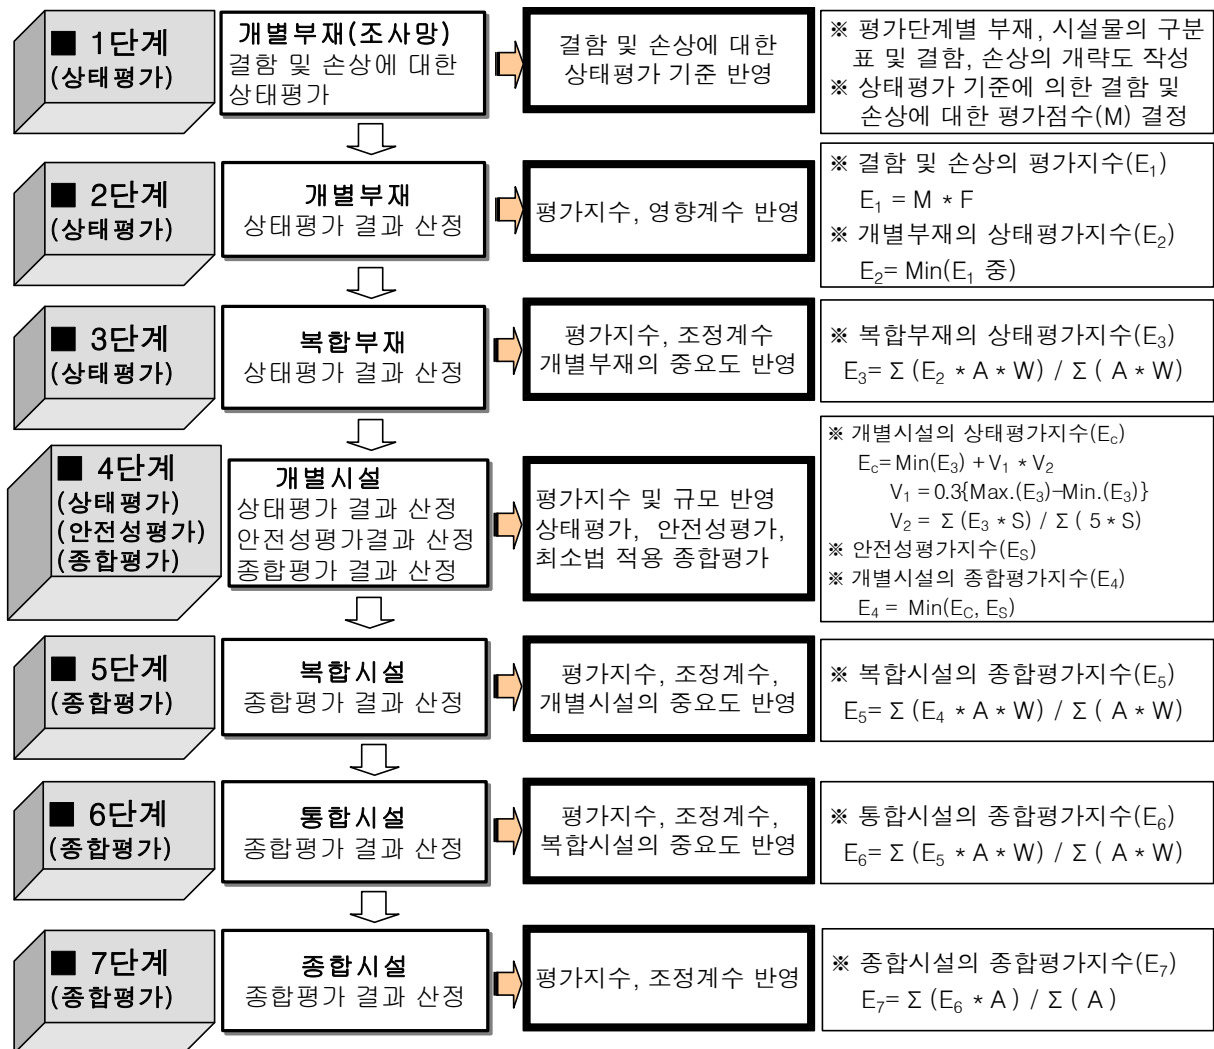 ■ 1단계
(상태평가)
개별부재(조사망)
결함 및 손상에 대한
상태평가
결함 및 손상에 대한
상태평가 기준 반영
※ 평가단계별 부재, 시설물의 구분
표 및 결함, 손상의 개략도 작성
※ 상태평가 기준에 의한 결함 및
손상에 대한 평가점수(M) 결정
■ 2단계
(상태평가)
개별부재
상태평가 결과 산정
평가지수, 영향계수 반영
※ 결함 및 손상의 평가지수(E₁)
E₁ = M * F
※ 개별부재의 상태평가지수(E₂)
E₂= Min(E₁ 중)
■ 3단계
(상태평가)
복합부재
상태평가 결과 산정
평가지수, 조정계수
개별부재의 중요도 반영
※ 복합부재의 상태평가지수(E₃)
E₃= Σ (E₂ * A * W) / Σ ( A * W)
■ 4단계
(상태평가)
(안전성평가)
(종합평가)
개별시설
상태평가 결과 산정
안전성평가결과 산정
종합평가 결과 산정
평가지수 및 규모 반영
상태평가, 안전성평가,
최소법 적용 종합평가
※ 개별시설의 상태평가지수(Ec)
Ec= Min(E₃) + V₁ * V₂
V₁ = 0.3{Max.(E₃)-Min.(E₃)}
V₂ = Σ (E₃ * S) / Σ ( 5 * S)
※ 안전성평가지수(ES)
※ 개별시설의 종합평가지수(E₄)
E₄ = Min(EC, ES)
■ 5단계
(종합평가)
복합시설
종합평가 결과 산정
평가지수, 조정계수,
개별시설의 중요도 반영
※ 복합시설의 종합평가지수(E₅)
E₅= Σ (E₄ * A * W) / Σ ( A * W)
■ 6단계
(종합평가)
통합시설
종합평가 결과 산정
평가지수, 조정계수,
복합시설의 중요도 반영
※ 통합시설의 종합평가지수(E₆)
E₆= Σ (E₅ * A * W) / Σ ( A * W)
■ 7단계
(종합평가)
종합시설
종합평가 결과 산정
평가지수, 조정계수 반영
※ 종합시설의 종합평가지수(E₇)
E₇= Σ (E₆ * A ) / Σ ( A )